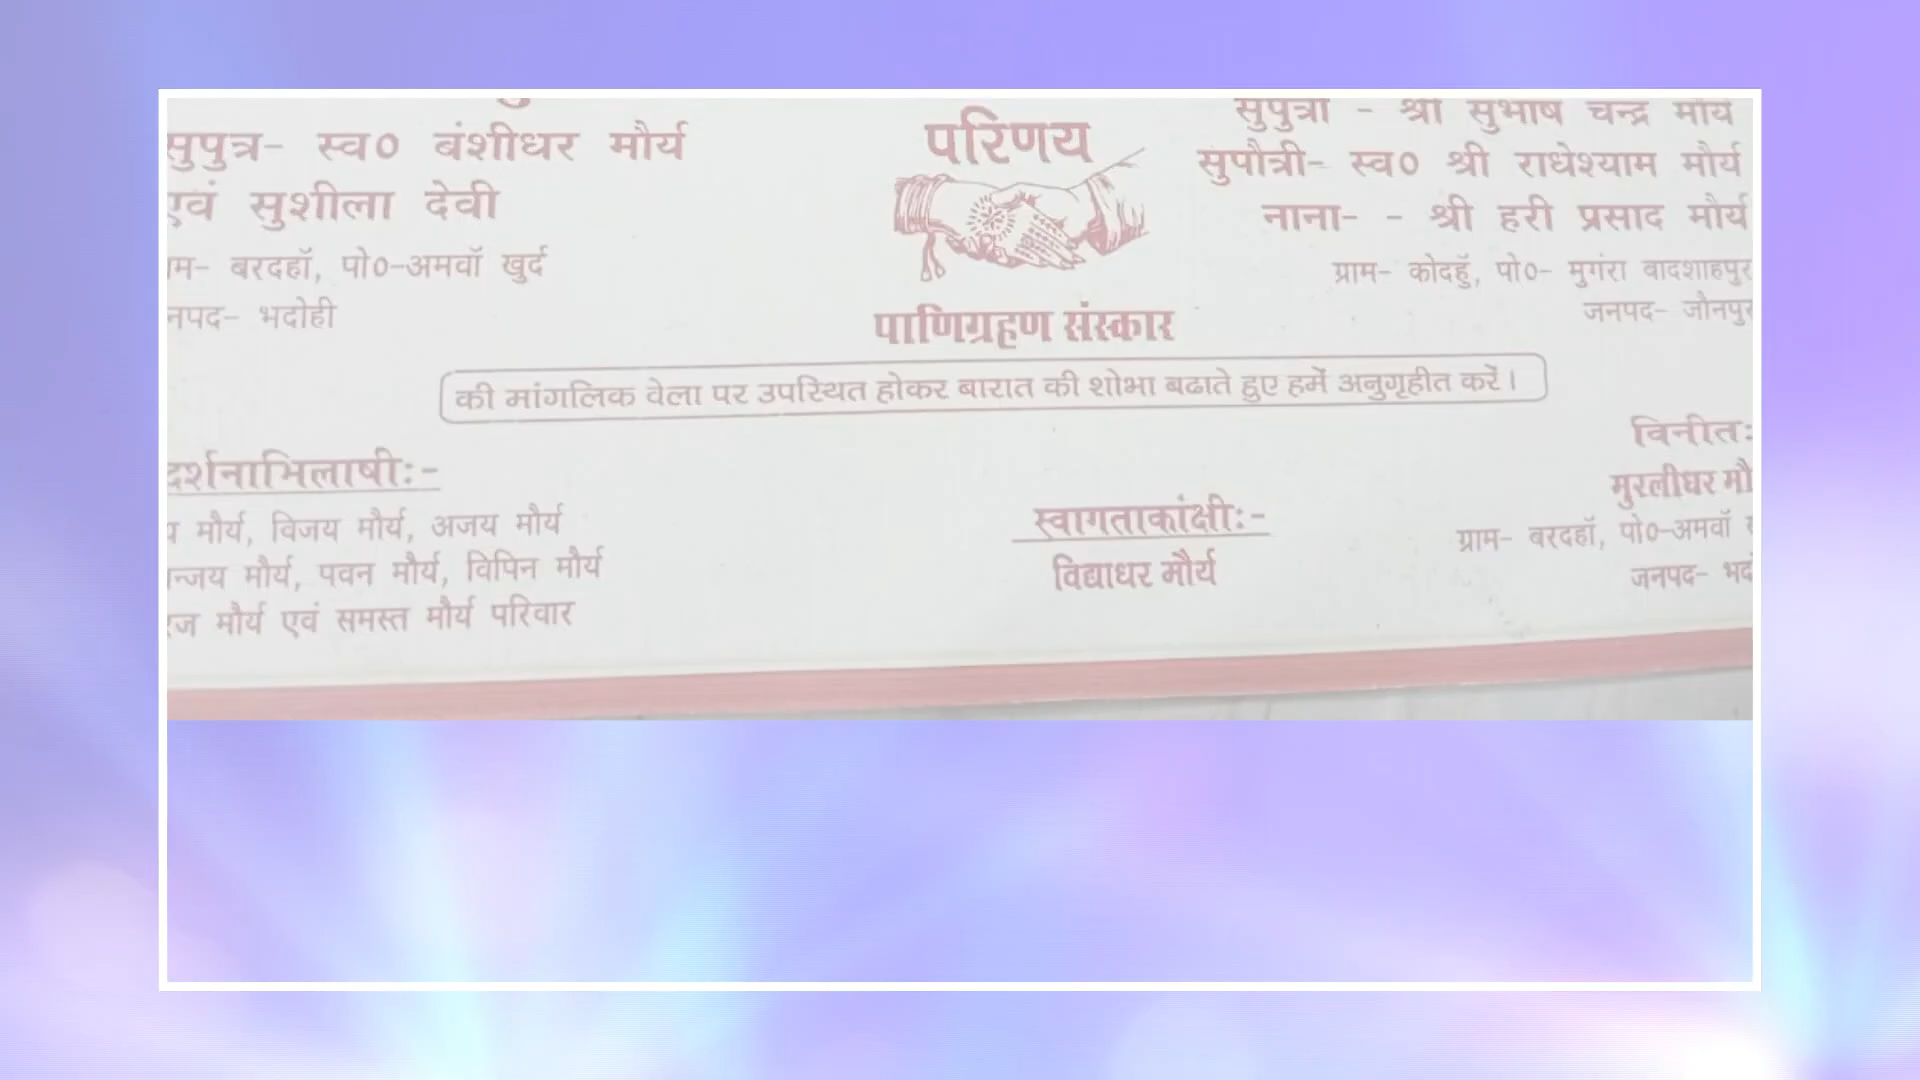 सुपुत्र- स्व० बंशीधर मौर्य
एवं सुशीला देवी
बरदहॉ, पो०-अमवॉ खुर्द
भदोही
परिणय
पाणिग्रहण संस्कार
सुपुत्री - श्री सुभाष चन्द्र मौर्य
सुपौत्री- स्व० श्री राधेश्याम मौर्य
नाना- - श्री हरी प्रसाद मौर्य
ग्राम- कोदहुँ, पो०- मुगंरा बादशाहपुर
जनपद- जौनपुर
की मांगलिक वेला पर उपस्थित होकर बारात की शोभा बढाते हुए हमें अनुगृहीत करें।
दर्शनाभिलाषीः-
मौर्य, विजय मौर्य, अजय मौर्य
मौर्य, पवन मौर्य, विपिन मौर्य
मौर्य एवं समस्त मौर्य परिवार
स्वागताकांक्षीः-
विद्याधर मौर्य
विनीतः
मुरलीधर
ग्राम- बरदहॉ, पो०-अमवॉ
जनपद-